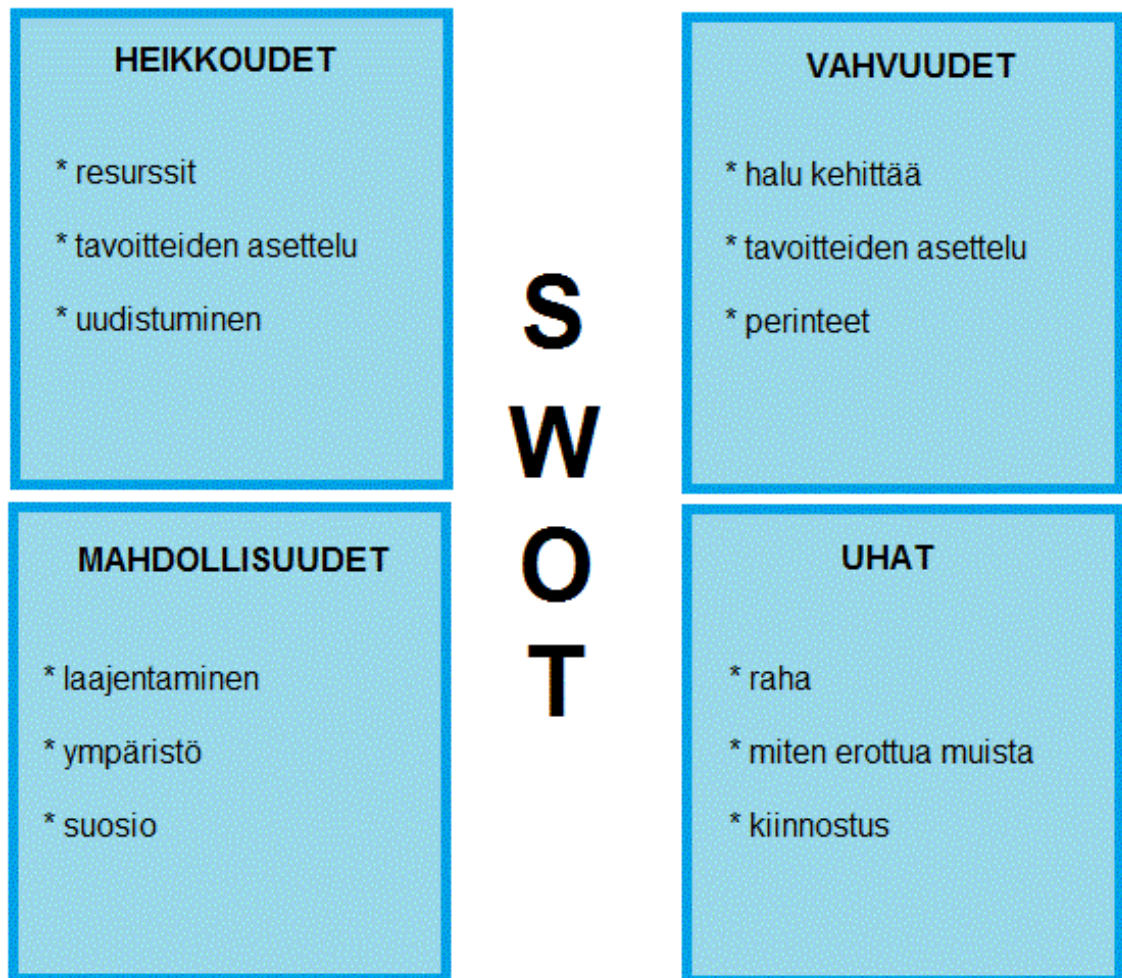 HEIKKOUDET
* resurssit
* tavoitteiden asettelu
* uudistuminen
VAHVUUDET
* halu kehittää
* tavoitteiden asettelu
* perinteet
S
W
O
T
MAHDOLLISUUDET
* laajentaminen
* ympäristö
* suosio
UHAT
* raha
* miten erottua muista
* kiinnostus